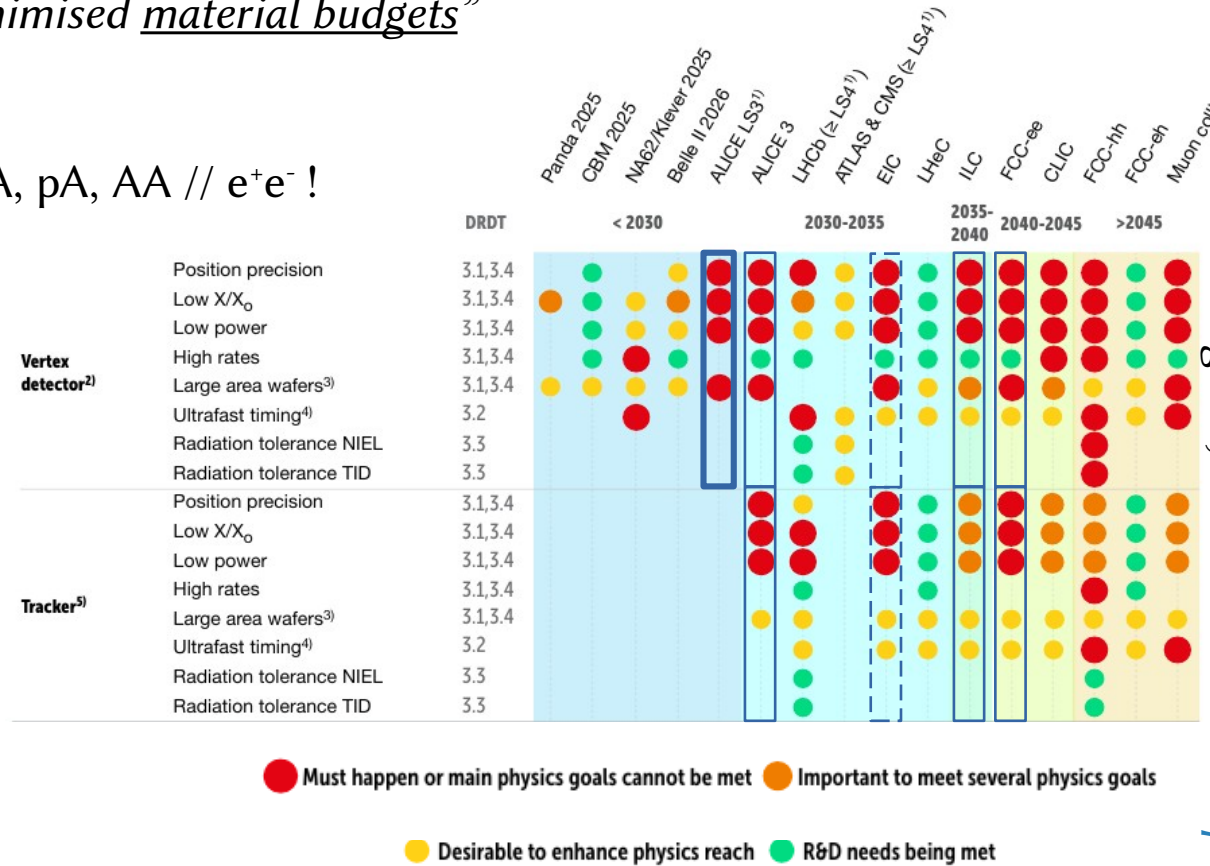 nimised material budgets”
A, pA, AA // e⁺e⁻ !
Panda 2025
CBM 2025
NA62/Klever 2025
Belle II 2026
ALICE LS3¹⁾
ALICE 3
LHCb (≥ LS4¹⁾)
ATLAS & CMS (≥ LS4¹⁾)
EIC
LHeC
ILC
FCC-ee
CLIC
FCC-hh
FCC-eh
Muon coll
DRDT < 2030 2030-2035 2035-2040 2040-2045 >2045
Vertex detector²⁾
Position precision 3.1,3.4
Low X/Xₒ 3.1,3.4
Low power 3.1,3.4
High rates 3.1,3.4
Large area wafers³⁾ 3.1,3.4
Ultrafast timing⁴⁾ 3.2
Radiation tolerance NIEL 3.3
Radiation tolerance TID 3.3
Tracker⁵⁾
Position precision 3.1,3.4
Low X/Xₒ 3.1,3.4
Low power 3.1,3.4
High rates 3.1,3.4
Large area wafers³⁾ 3.1,3.4
Ultrafast timing⁴⁾ 3.2
Radiation tolerance NIEL 3.3
Radiation tolerance TID 3.3
Must happen or main physics goals cannot be met Important to meet several physics goals
Desirable to enhance physics reach R&D needs being met